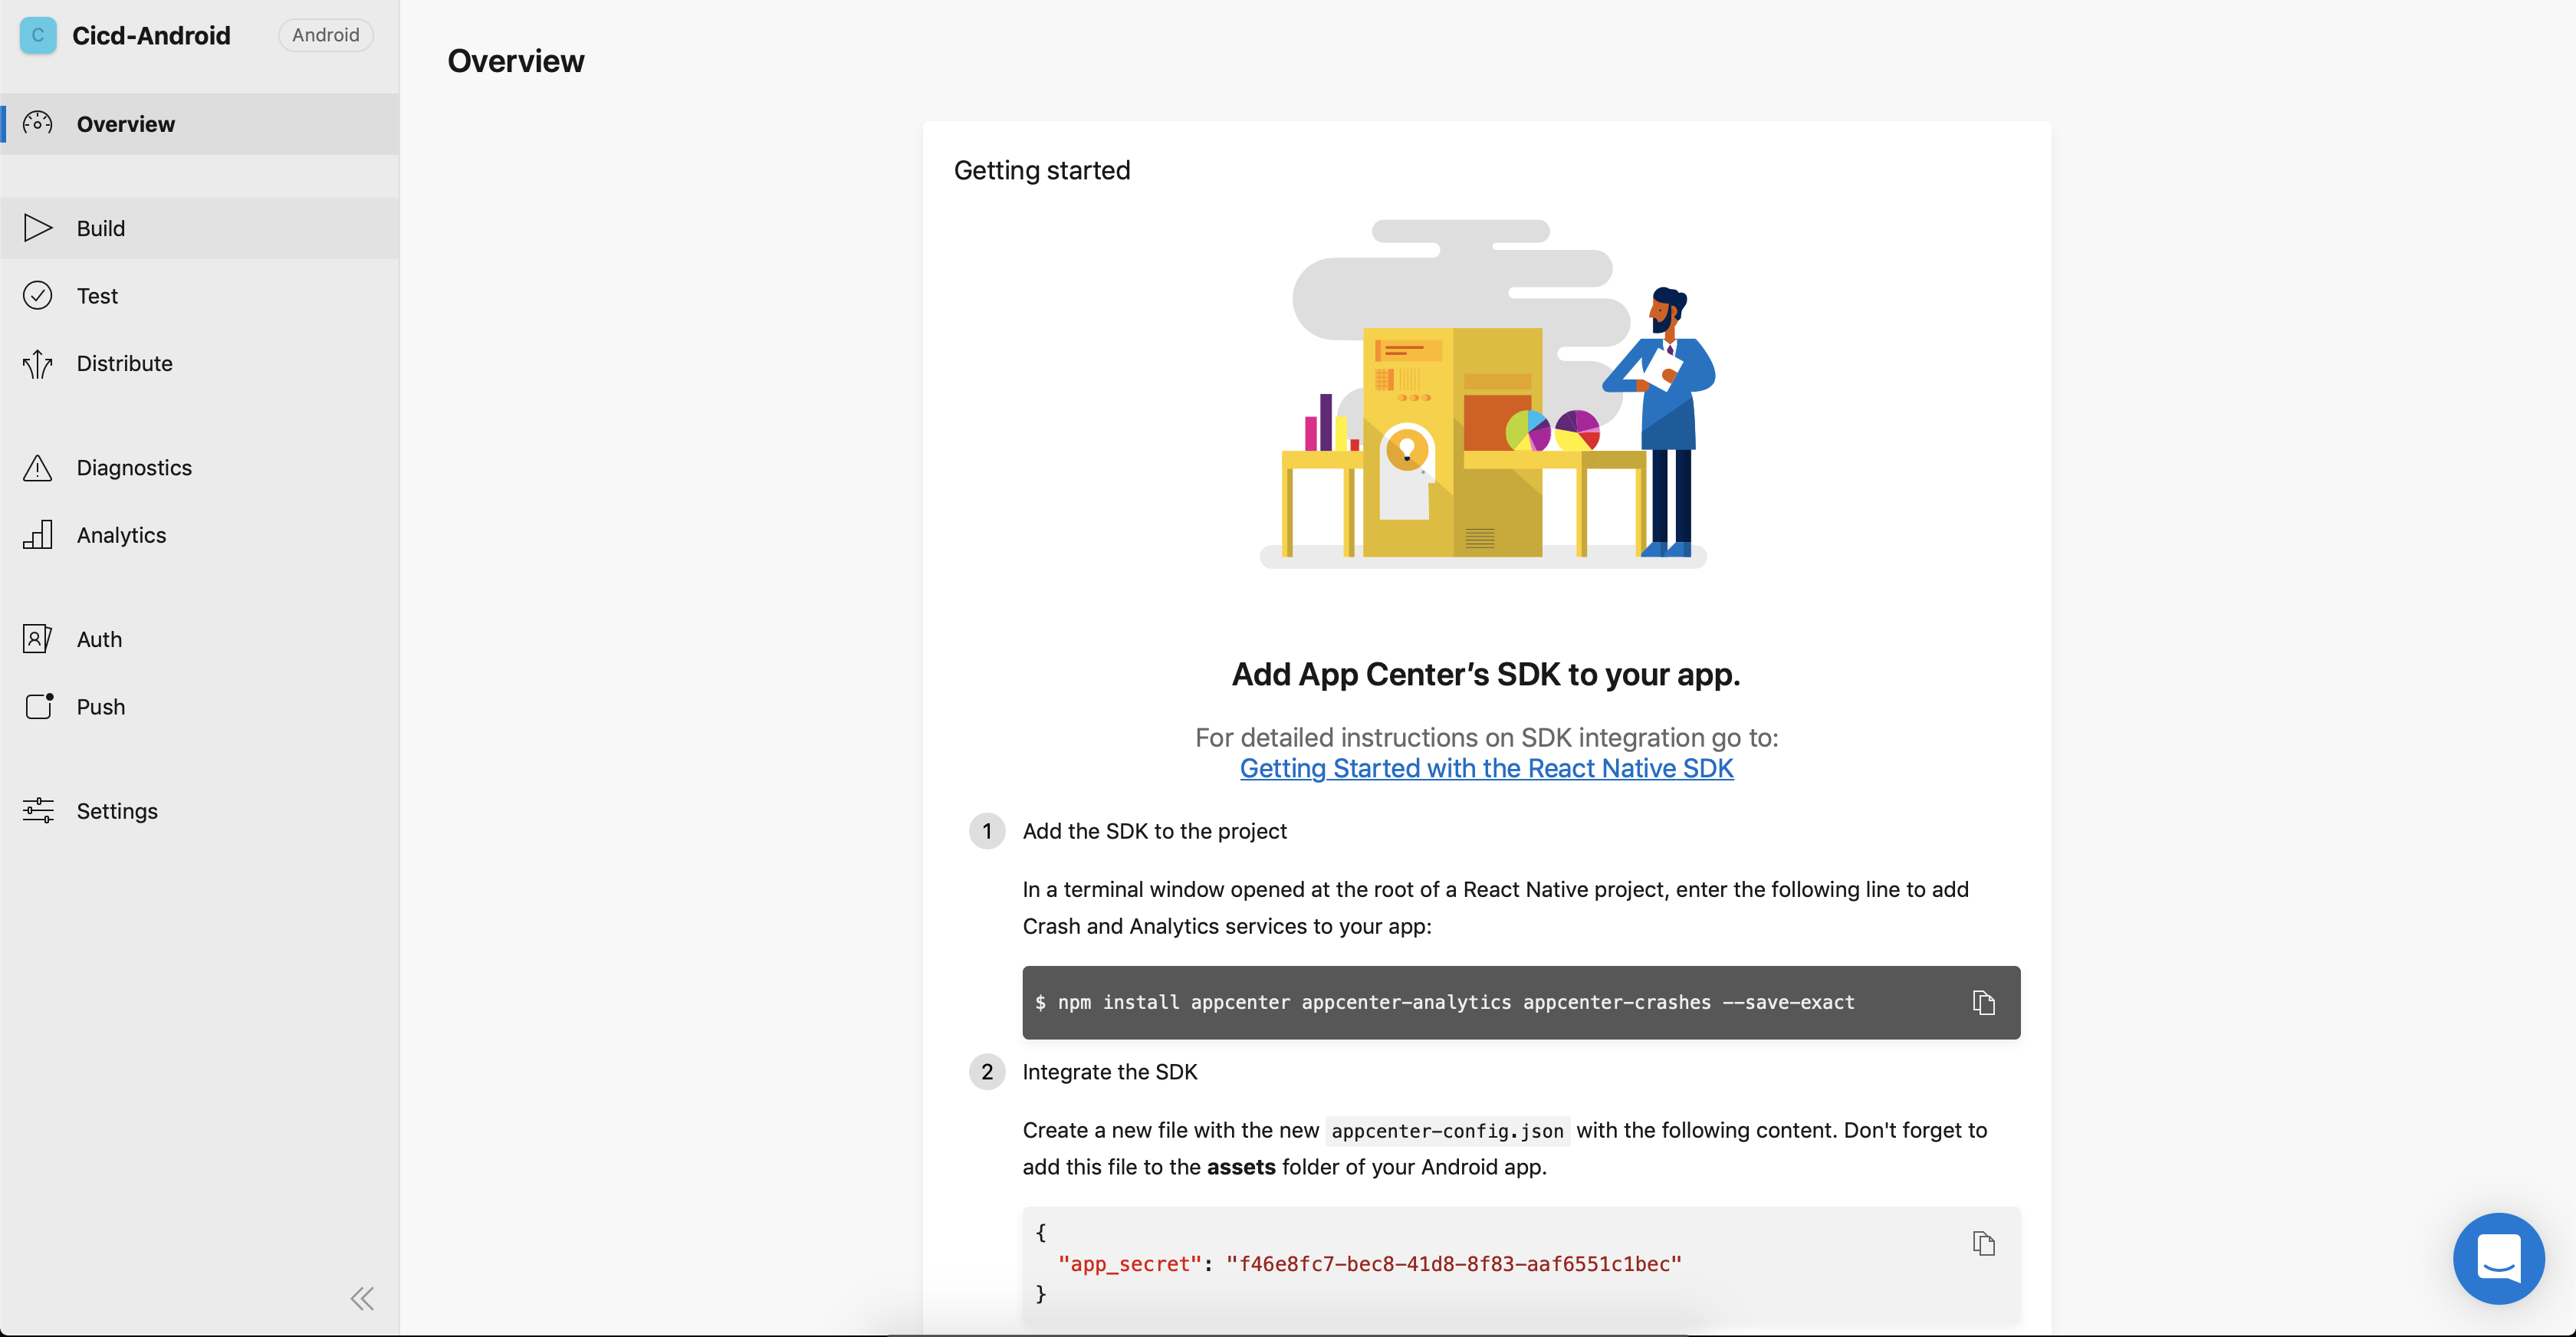 C Cicd-Android Android
Overview
Build
Test
Distribute
Diagnostics
Analytics
Auth
Push
Settings
Overview
Getting started
Add App Center’s SDK to your app.
For detailed instructions on SDK integration go to:
Getting Started with the React Native SDK
1 Add the SDK to the project
In a terminal window opened at the root of a React Native project, enter the following line to add
Crash and Analytics services to your app:
$ npm install appcenter appcenter-analytics appcenter-crashes --save-exact
2 Integrate the SDK
Create a new file with the new appcenter-config.json with the following content. Don't forget to
add this file to the assets folder of your Android app.
{
"app_secret": "f46e8fc7-bec8-41d8-8f83-aaf6551c1bec"
}